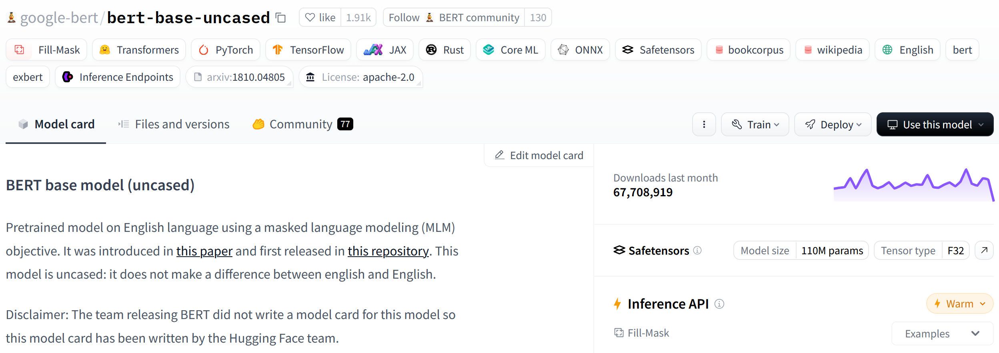 google-bert/bert-base-uncased like 1.91k Follow BERT community 130
Fill-Mask Transformers PyTorch TensorFlow JAX Rust Core ML ONNX Safetensors bookcorpus wikipedia English bert
exbert Inference Endpoints arxiv:1810.04805 License: apache-2.0
Model card Files and versions Community 77 Train Deploy Use this model
Edit model card
BERT base model (uncased)
Pretrained model on English language using a masked language modeling (MLM)
objective. It was introduced in this paper and first released in this repository. This
model is uncased: it does not make a difference between english and English.
Disclaimer: The team releasing BERT did not write a model card for this model so
this model card has been written by the Hugging Face team.
Downloads last month
67,708,919
Safetensors Model size 110M params Tensor type F32
Inference API Warm
Fill-Mask Examples